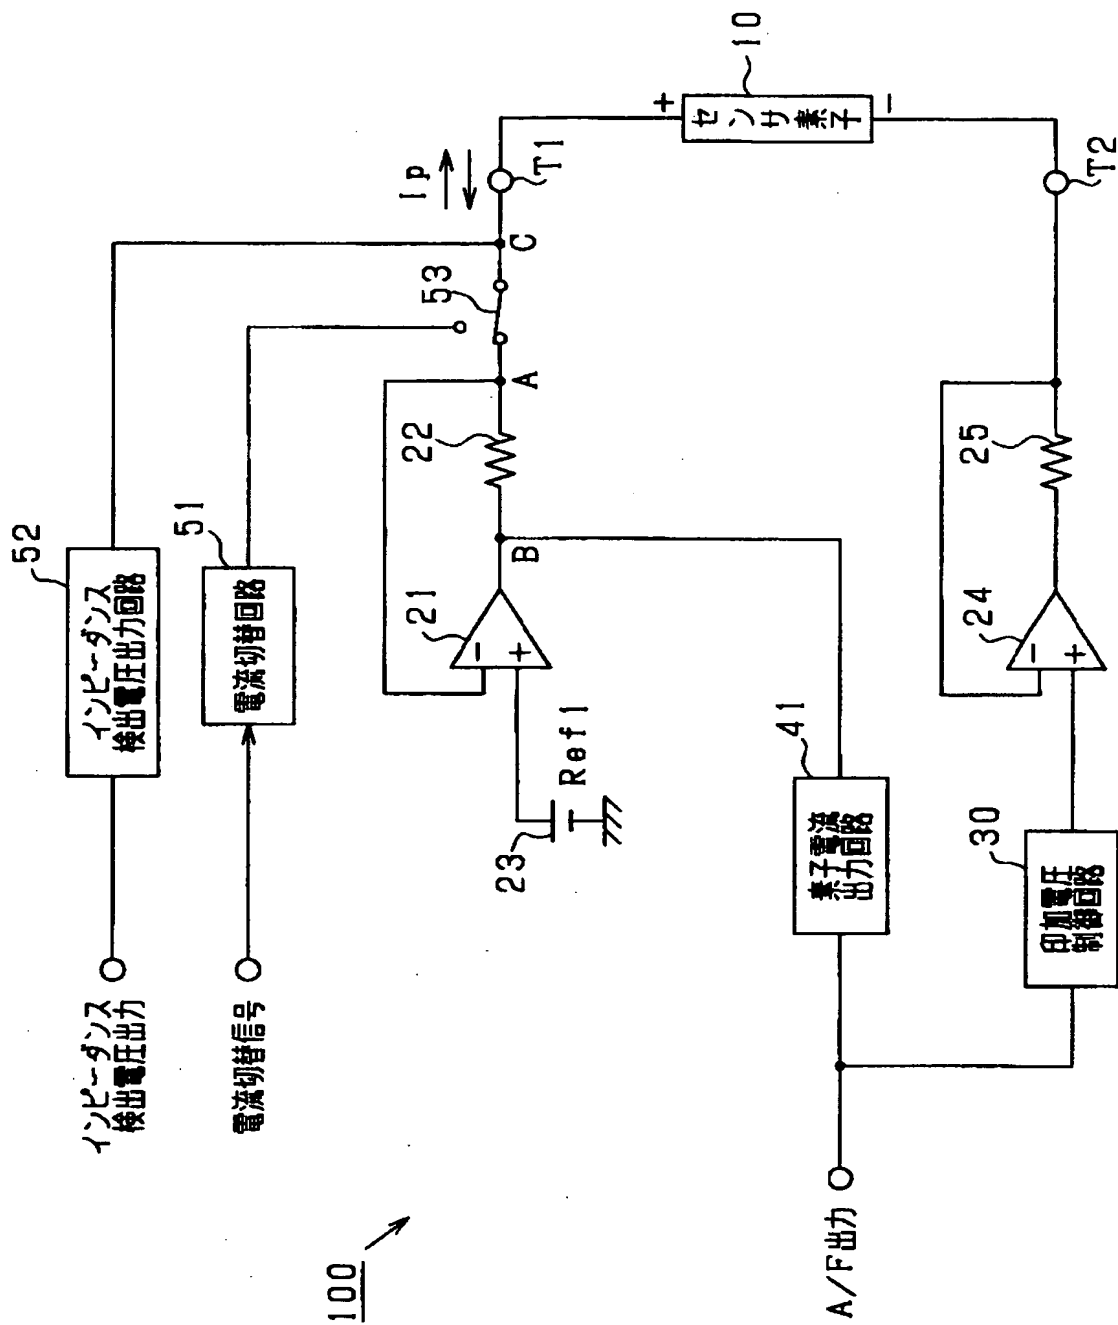 100
インピーダンス
検出電圧出力
電流切替信号
A/F出力
52
インピーダンス
検出電圧出力回路
51
電流切替回路
21
-
+
23
Ref1
B
22
A
53
C
Ip
T1
+
10
センサ素子
-
T2
41
素子電流
出力回路
30
印加電圧
制御回路
24
-
+
25